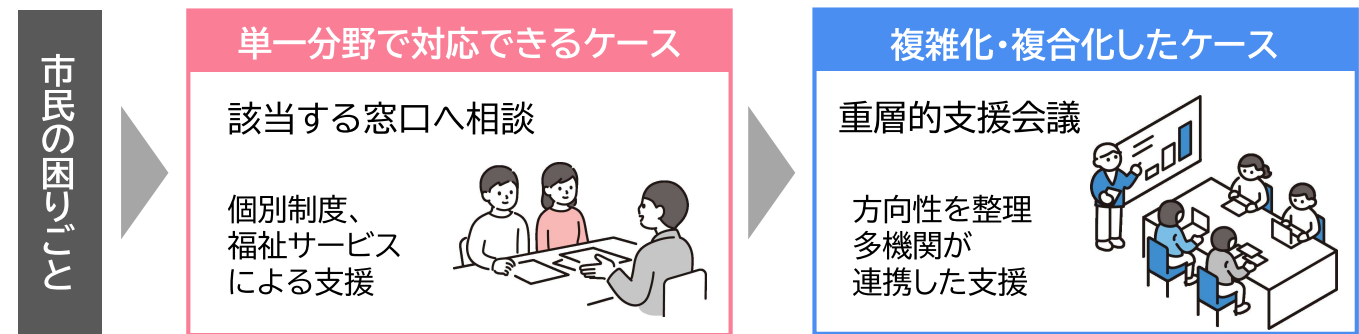 市民の困りごと
単一分野で対応できるケース
該当する窓口へ相談
個別制度、
福祉サービス
による支援
複雑化・複合化したケース
重層的支援会議
方向性を整理
多機関が
連携した支援